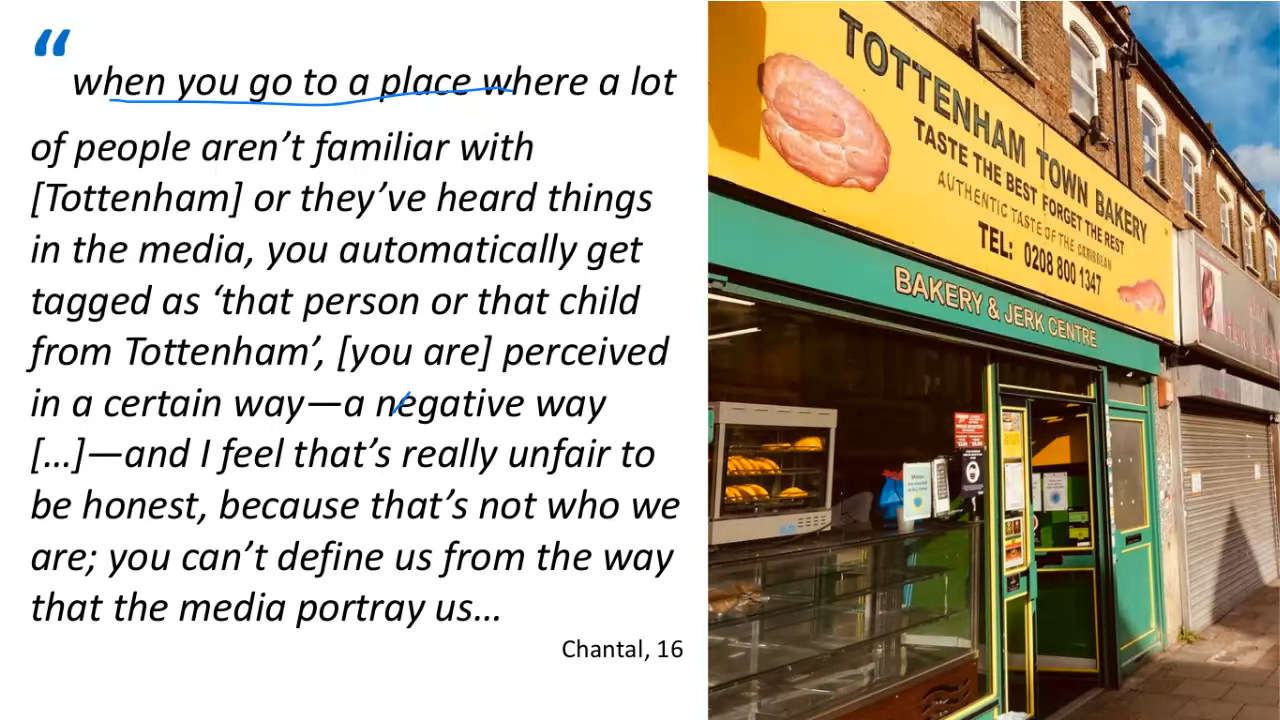 “
when you go to a place where a lot
of people aren’t familiar with
[Tottenham] or they’ve heard things
in the media, you automatically get
tagged as ‘that person or that child
from Tottenham’, [you are] perceived
in a certain way—a negative way
[…]—and I feel that’s really unfair to
be honest, because that’s not who we
are; you can’t define us from the way
that the media portray us…
Chantal, 16
TOTTENHAM TOWN BAKERY
TASTE THE BEST FORGET THE REST
AUTHENTIC TASTE OF THE CARIBBEAN
TEL: 0208 800 1347
BAKERY & JERK CENTRE